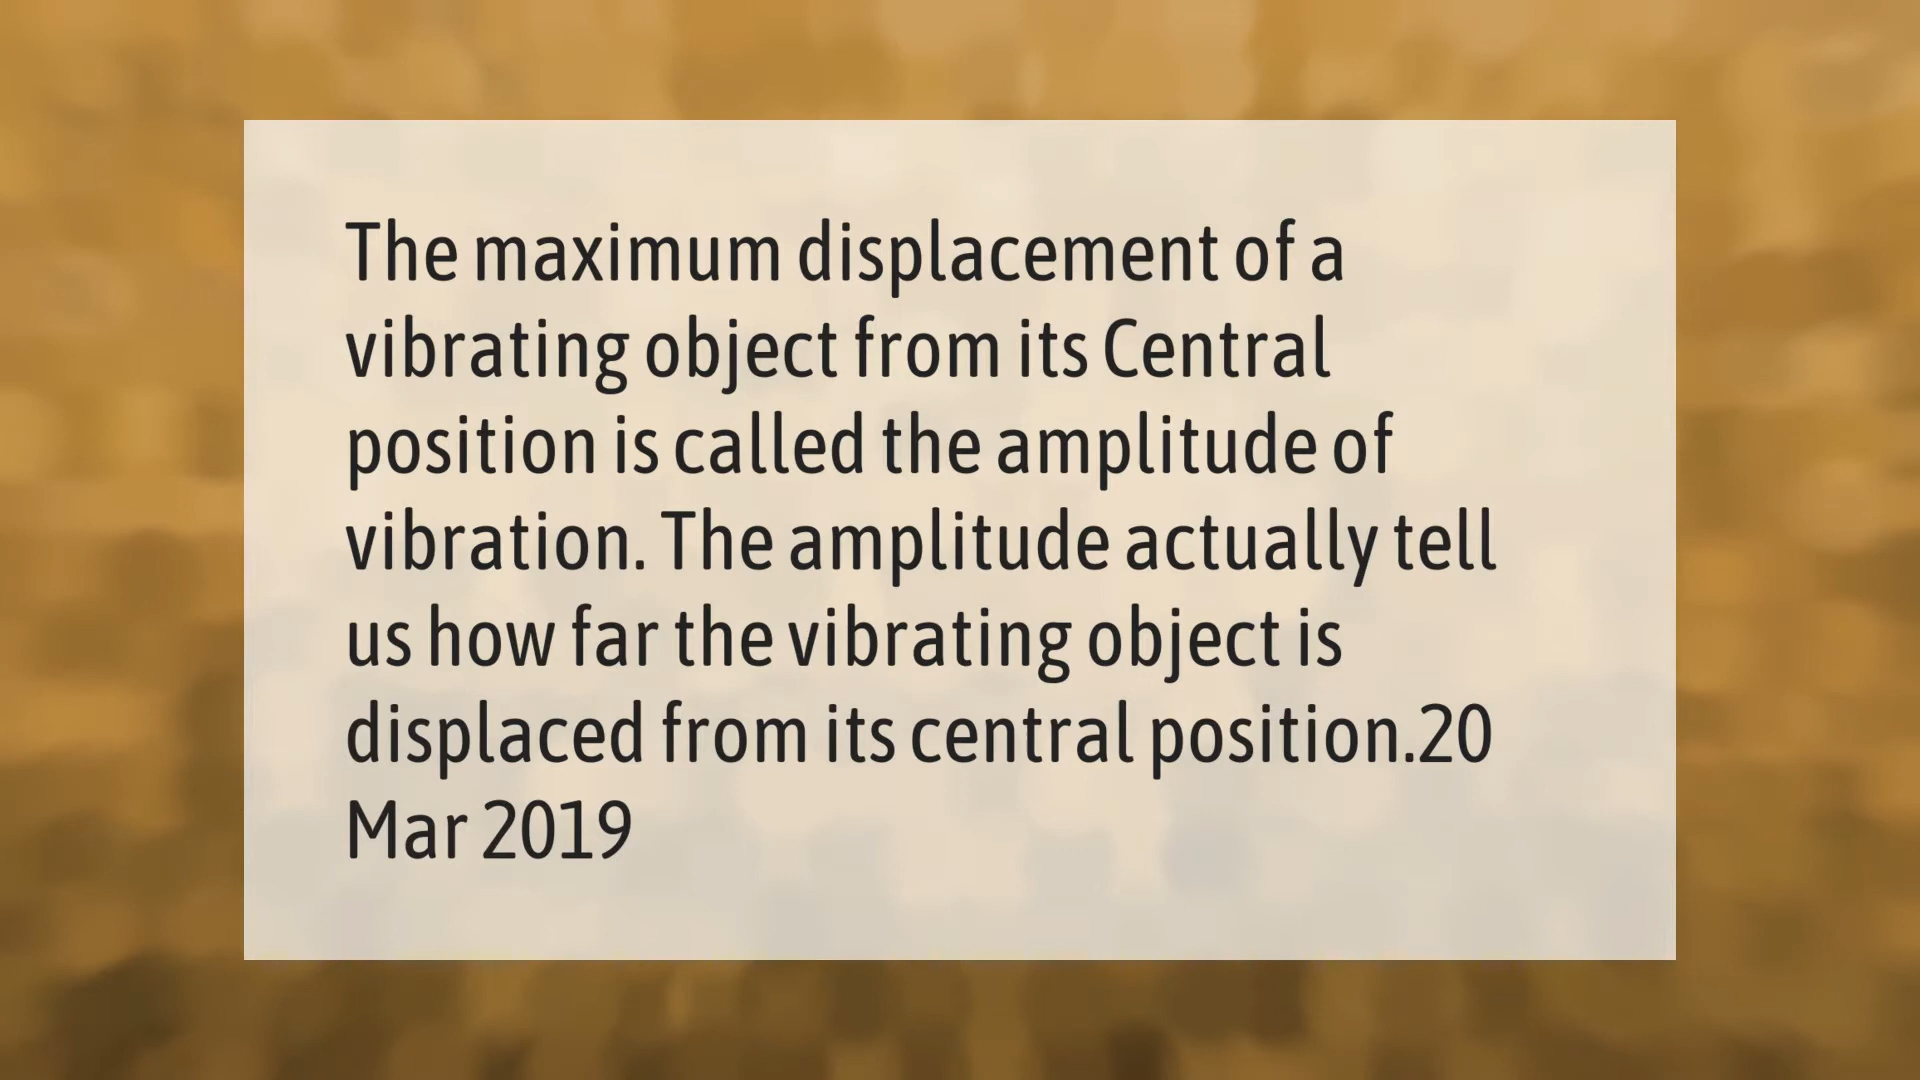 The maximum displacement of a
vibrating object from its Central
position is called the amplitude of
vibration. The amplitude actually tell
us how far the vibrating object is
displaced from its central position.20
Mar 2019